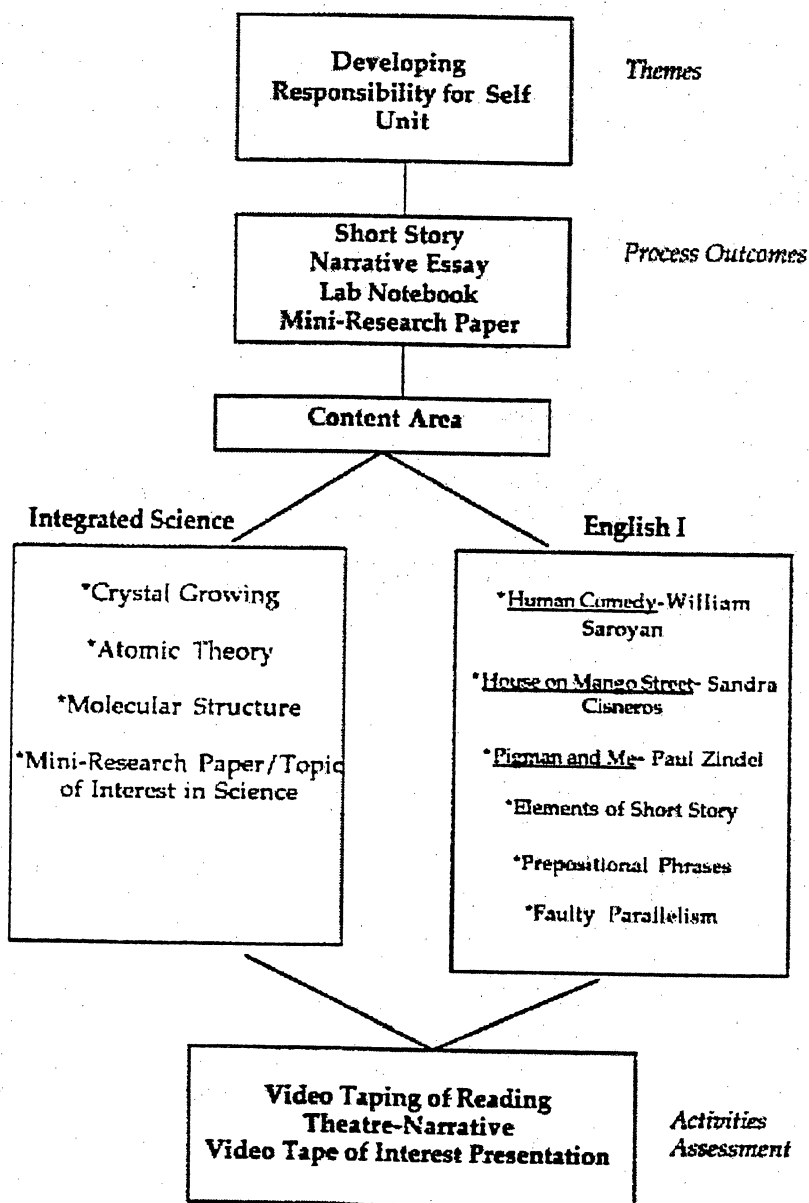 Developing
Responsibility for Self
Unit
Themes
Short Story
Narrative Essay
Lab Notebook
Mini-Research Paper
Process Outcomes
Content Area
Integrated Science
*Crystal Growing
*Atomic Theory
*Molecular Structure
*Mini-Research Paper/Topic
of Interest in Science
English I
*Human Comedy-William
Saroyan
*House on Mango Street- Sandra
Cisneros
*Pigman and Me- Paul Zindel
*Elements of Short Story
*Prepositional Phrases
*Faulty Parallelism
Video Taping of Reading
Theatre-Narrative
Video Tape of Interest Presentation
Activities
Assessment